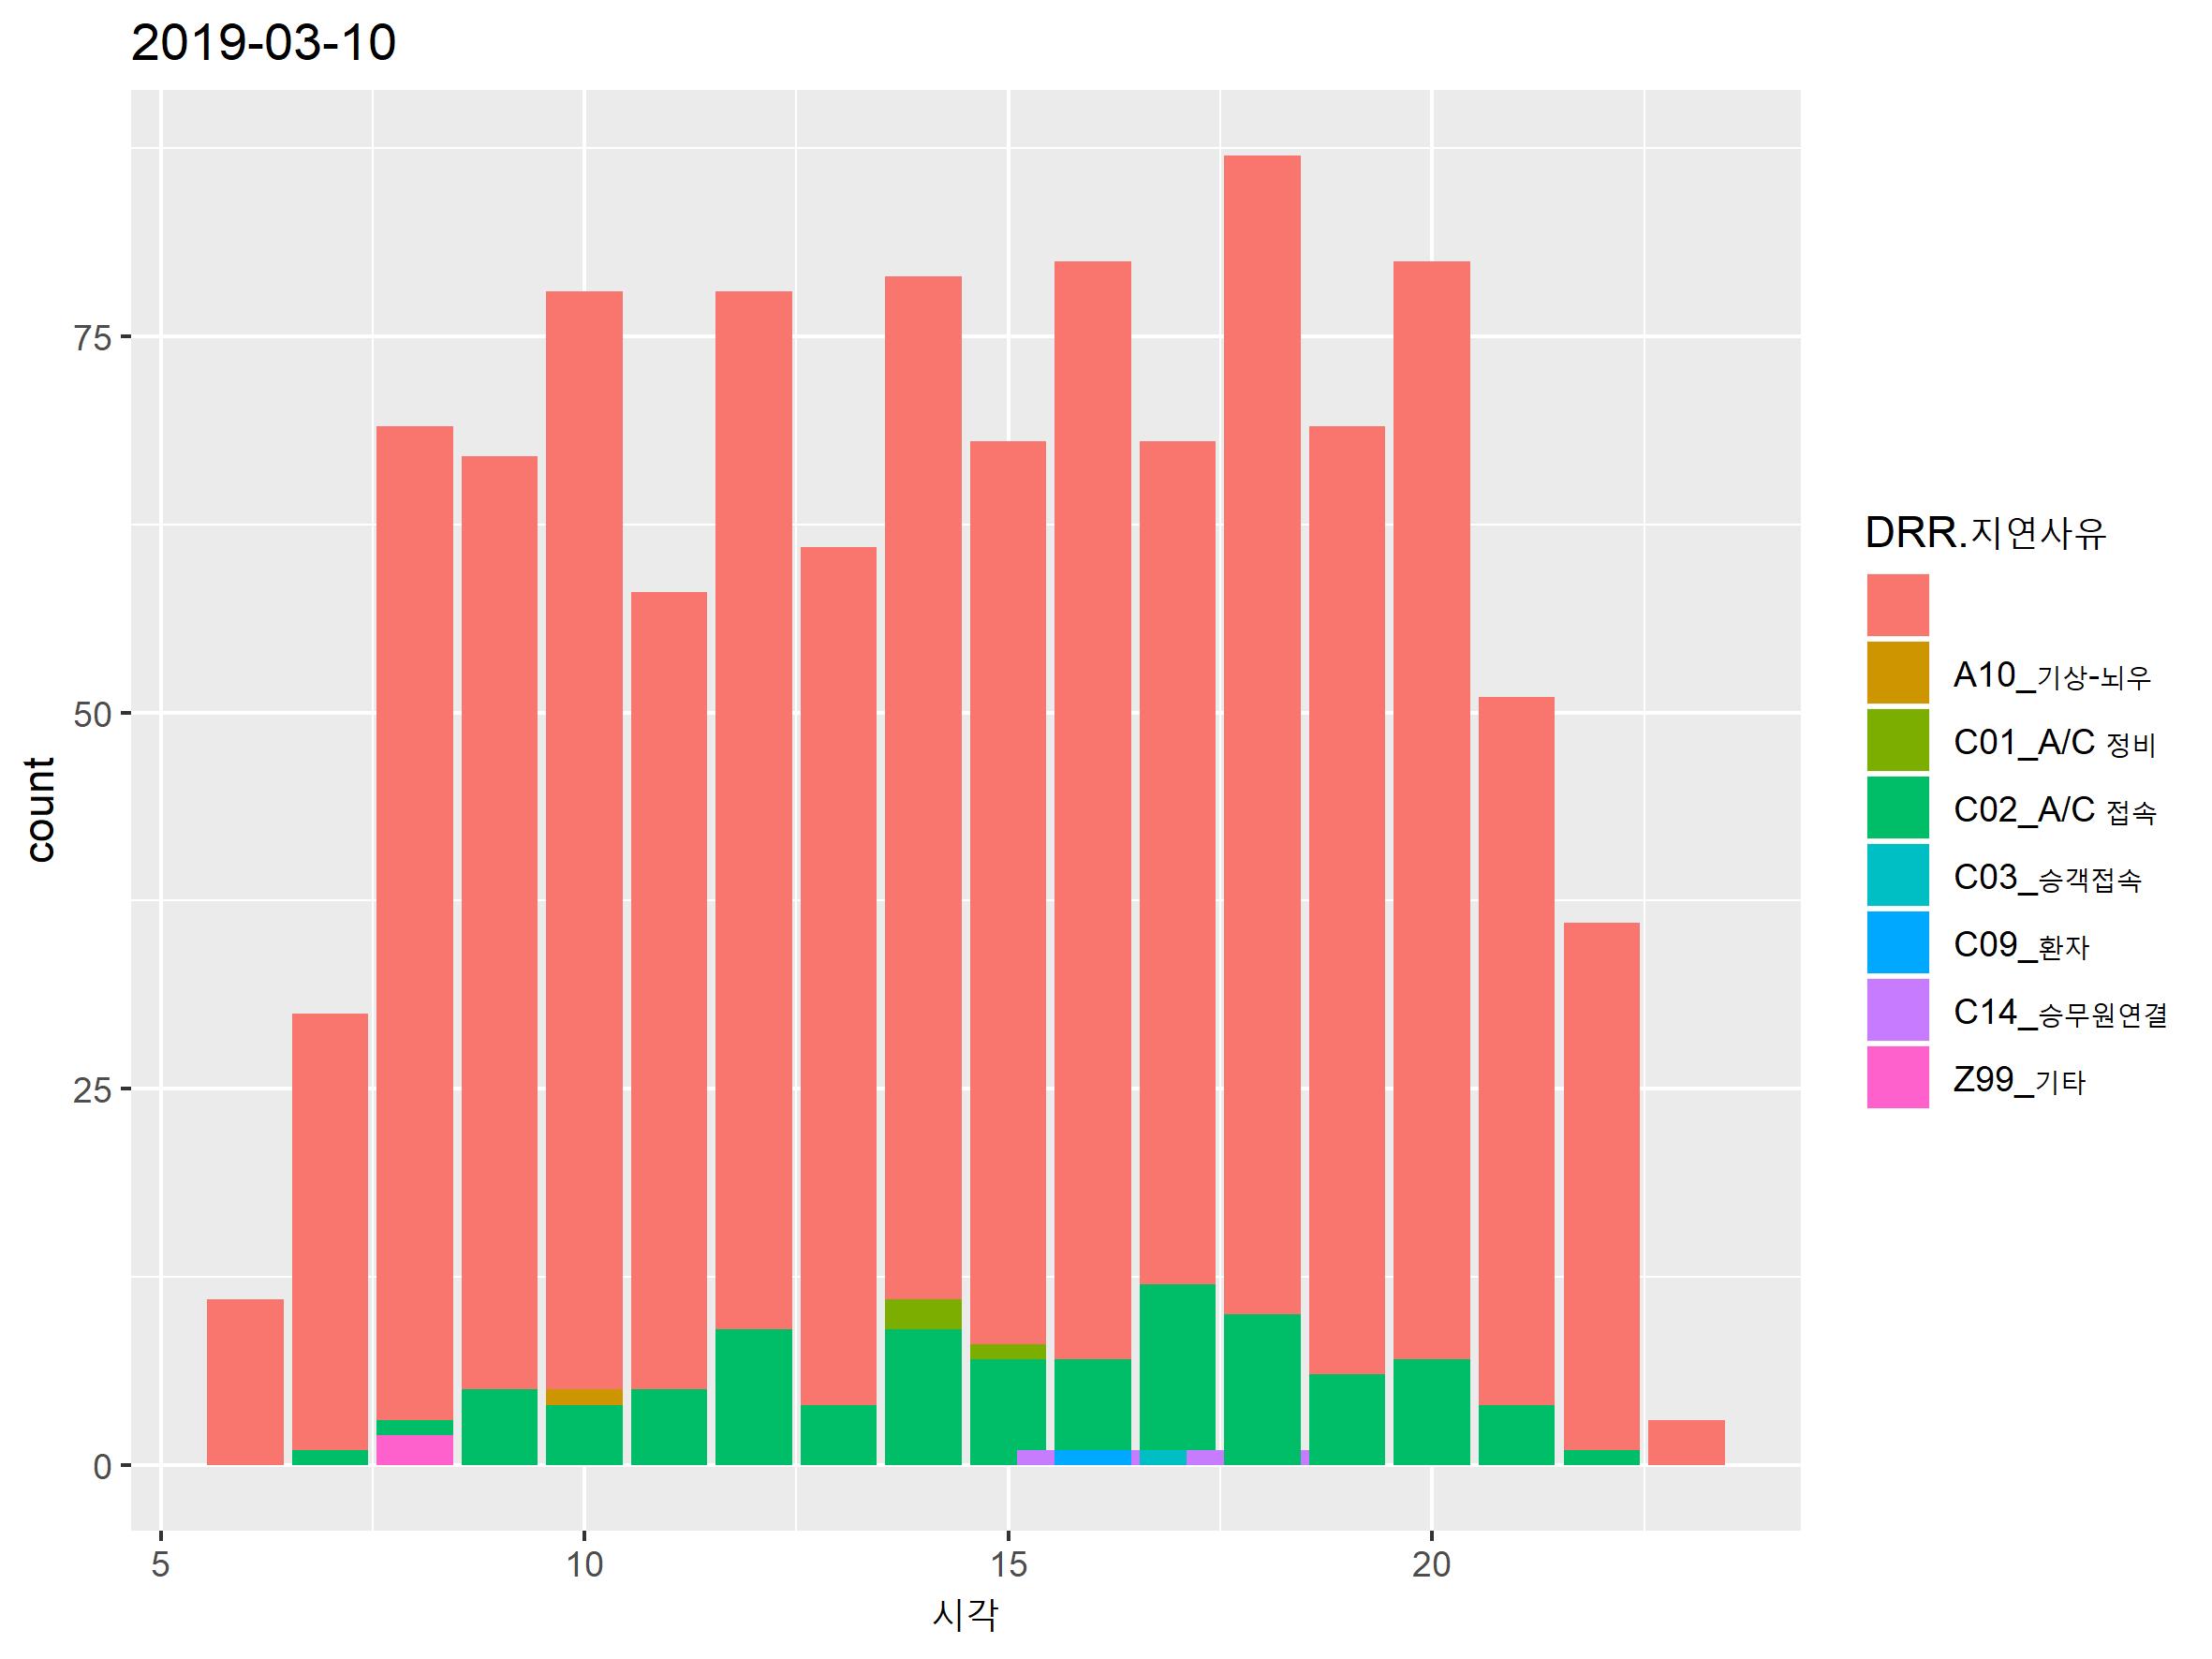 2019-03-10
75
50
25
0
count
5 10 15 20
시각
DRR.지연사유
A10_기상-뇌우
C01_A/C 정비
C02_A/C 접속
C03_승객접속
C09_환자
C14_승무원연결
Z99_기타